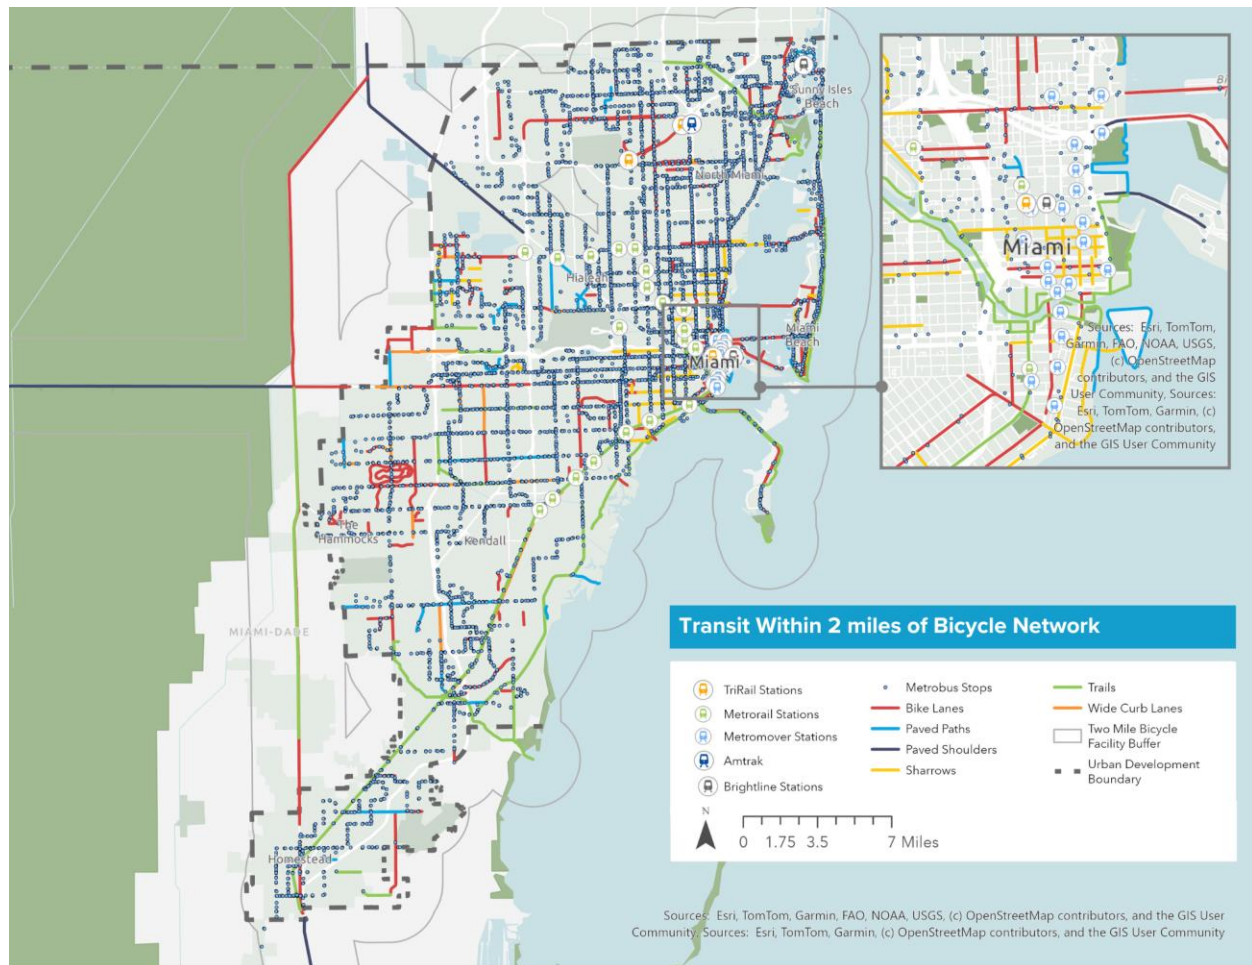 Sunny Isles
Beach
North Miami
Hialeah
Miami
Beach
Miami
The
Hammocks
Kendall
MIAMI-DADE
Homestead
Miami
Sources: Esri, TomTom,
Garmin, FAO, NOAA, USGS,
(c) OpenStreetMap
contributors, and the GIS
User Community, Sources:
Esri, TomTom, Garmin, (c)
OpenStreetMap contributors,
and the GIS User Community
Transit Within 2 miles of Bicycle Network
TriRail Stations
Metrorail Stations
Metromover Stations
Amtrak
Brightline Stations
Metrobus Stops
Bike Lanes
Paved Paths
Paved Shoulders
Sharrows
Trails
Wide Curb Lanes
Two Mile Bicycle
Facility Buffer
Urban Development
Boundary
N
0 1.75 3.5 7 Miles
Sources: Esri, TomTom, Garmin, FAO, NOAA, USGS, (c) OpenStreetMap contributors, and the GIS User
Community, Sources: Esri, TomTom, Garmin, (c) OpenStreetMap contributors, and the GIS User Community